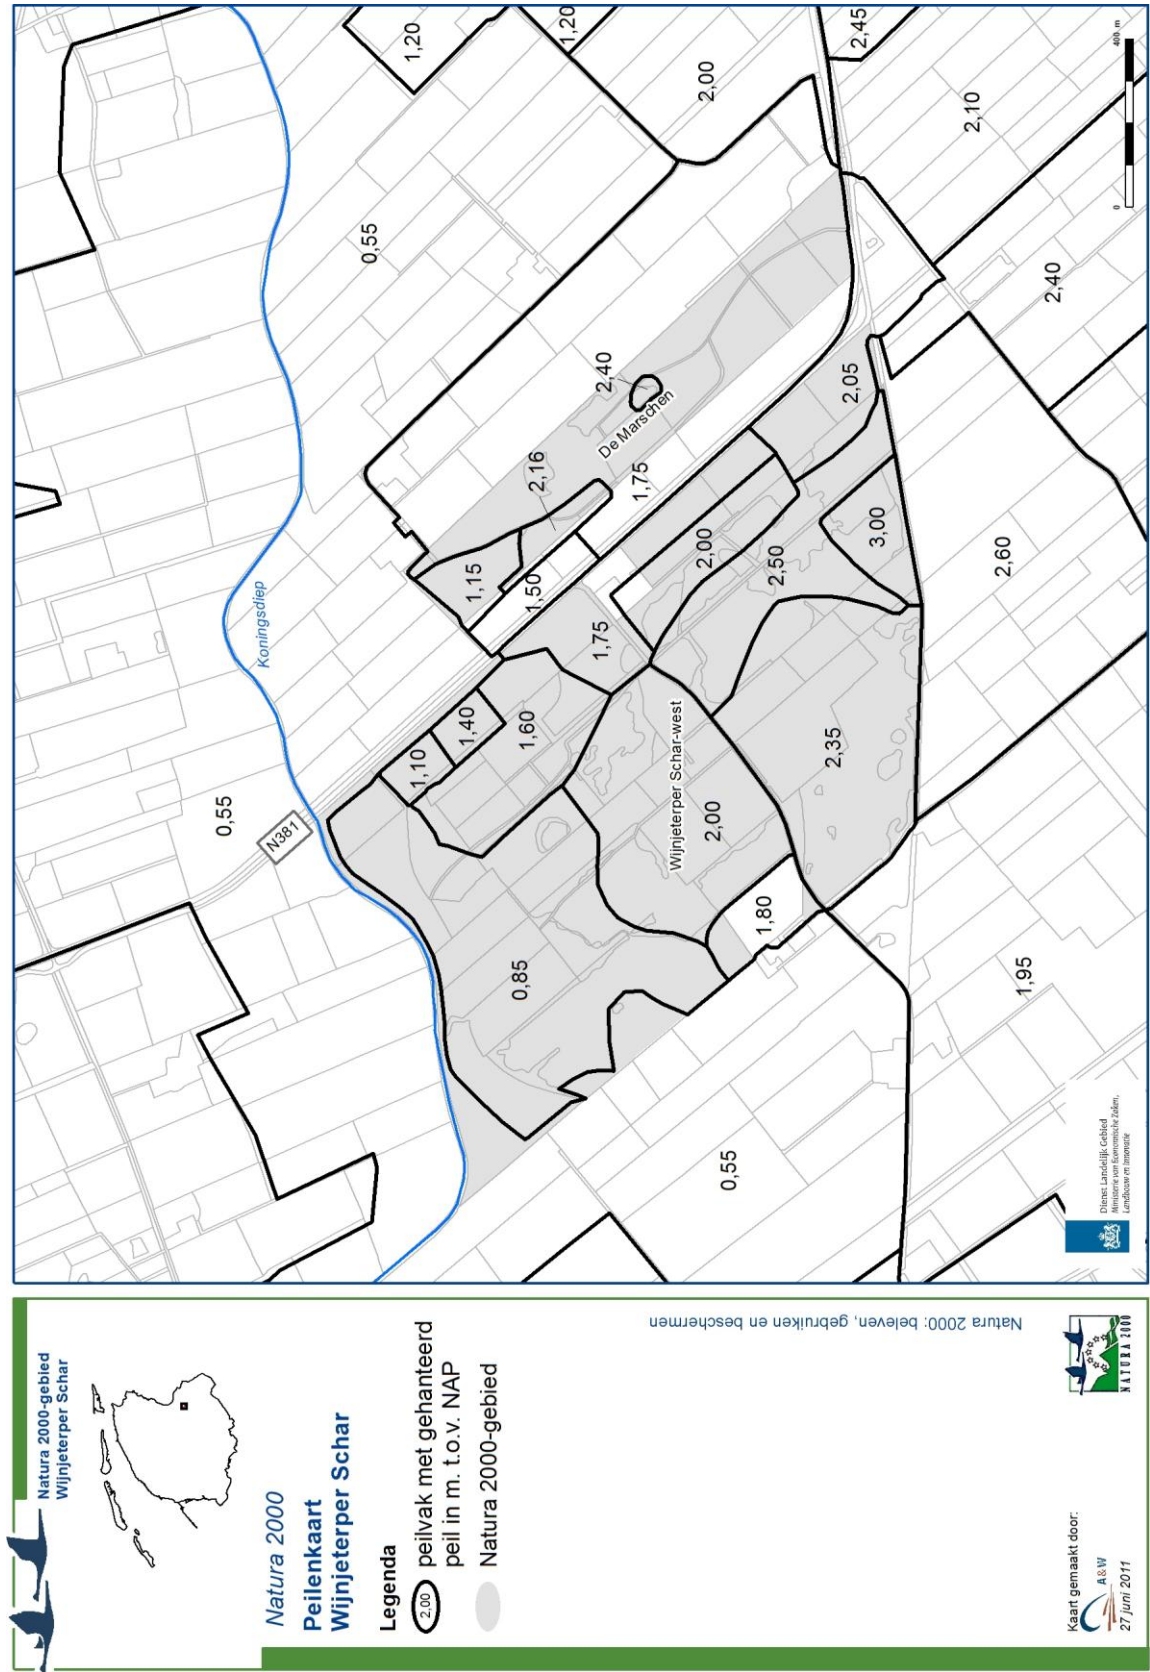 Natura 2000-gebied
Wijnjeterper Schar
Natura 2000
Peilenkaart
Wijnjeterper Schar
Legenda
2,00
peilvak met gehanteerd
peil in m. t.o.v. NAP
Natura 2000-gebied
Natura 2000: beleven, gebruiken en beschermen
Kaart gemaakt door:
A&W
27 juni 2011
NATURA 2000
1,20
1,20
2,45
2,00
2,10
0,55
2,40
Koningsdiep
2,40
De Marschen
2,05
2,16
1,75
1,15
1,50
2,00
2,50
3,00
2,60
1,75
0,55
N381
1,10
1,40
1,60
Wijnjeterper Schar-west
2,00
2,35
1,80
0,85
1,95
0,55
0
400 m
Dienst Landelijk Gebied
Ministerie van Economische Zaken,
Landbouw en Innovatie